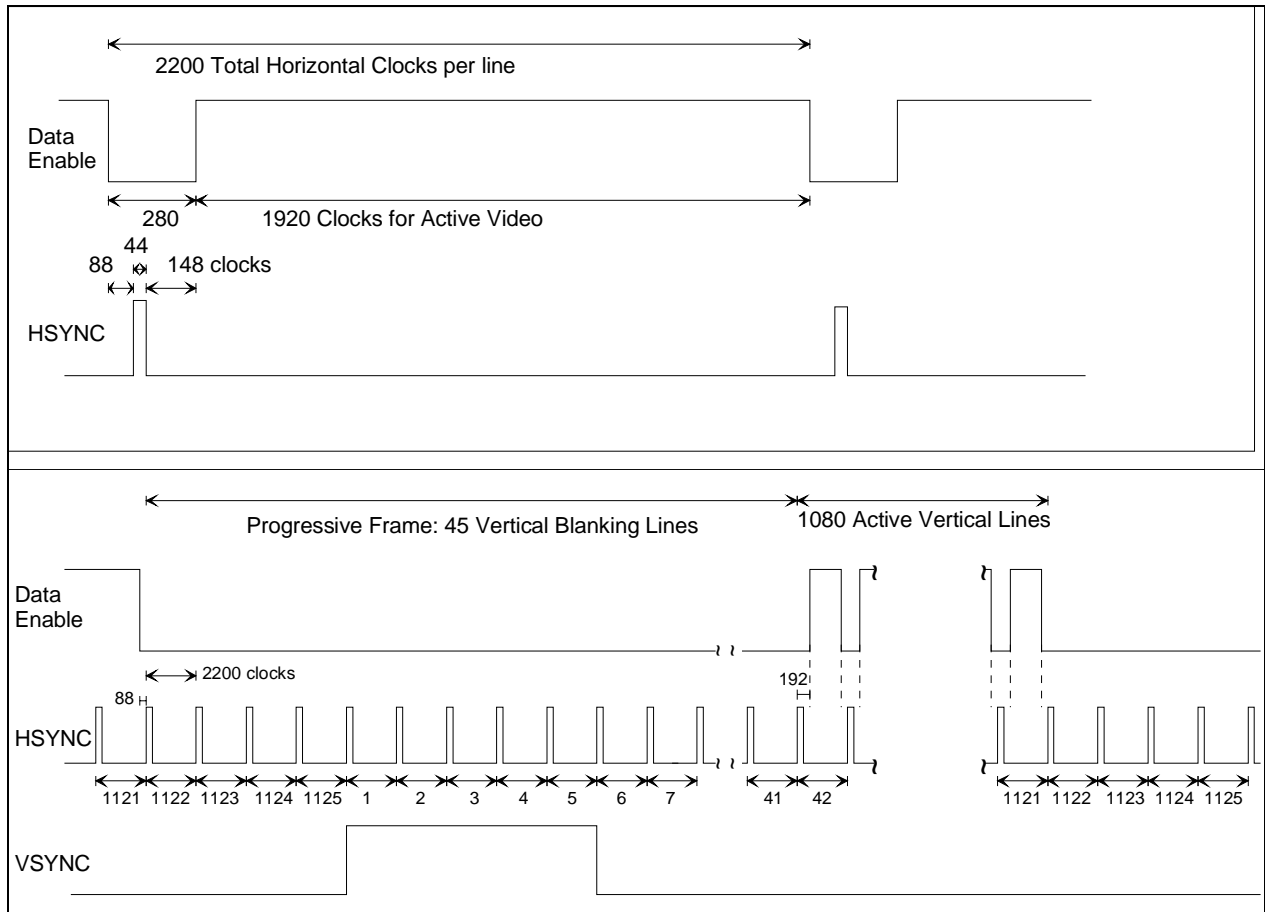 2200 Total Horizontal Clocks per line
Data
Enable
280
1920 Clocks for Active Video
44
88
148 clocks
HSYNC
Progressive Frame: 45 Vertical Blanking Lines
1080 Active Vertical Lines
Data
Enable
2200 clocks
88
192
HSYNC
1121 1122 1123 1124 1125 1 2 3 4 5 6 7 41 42 1121 1122 1123 1124 1125
VSYNC